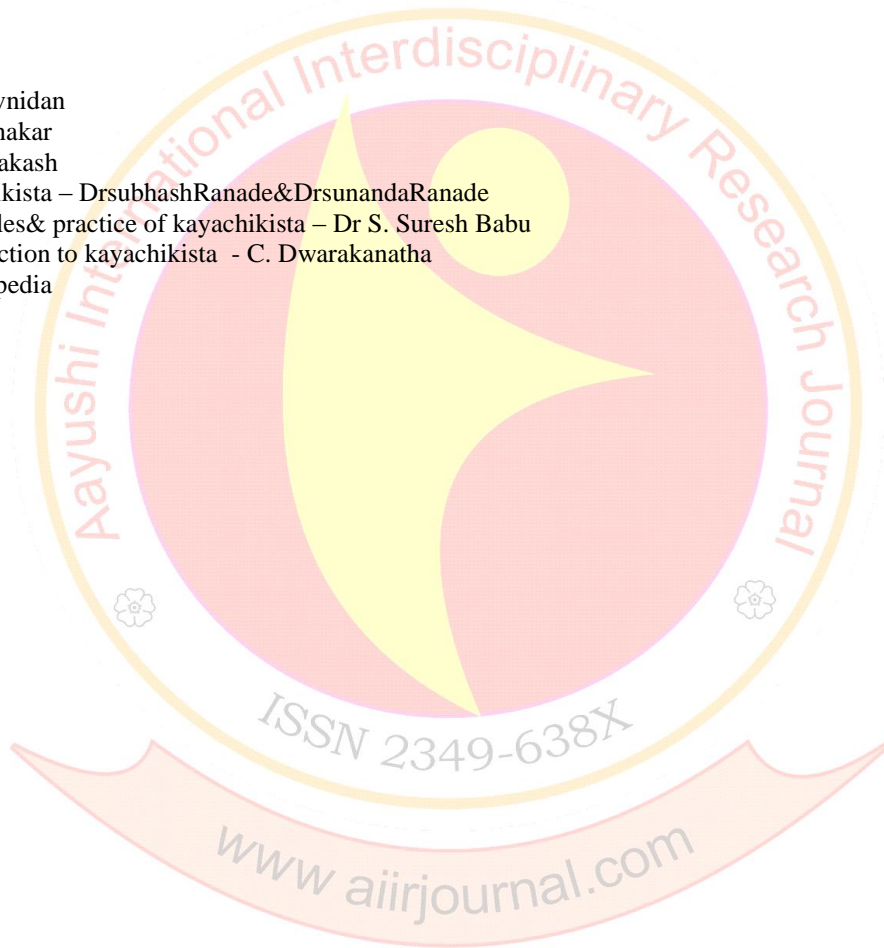 vnidan
nakar
akash
kista – DrsubhashRanade&DrsunandaRanade
les& practice of kayachikista – Dr S. Suresh Babu
ction to kayachikista - C. Dwarakanatha
pedia
Aayushi International Interdisciplinary Research Journal
ISSN 2349-638X
www aiirjournal.com